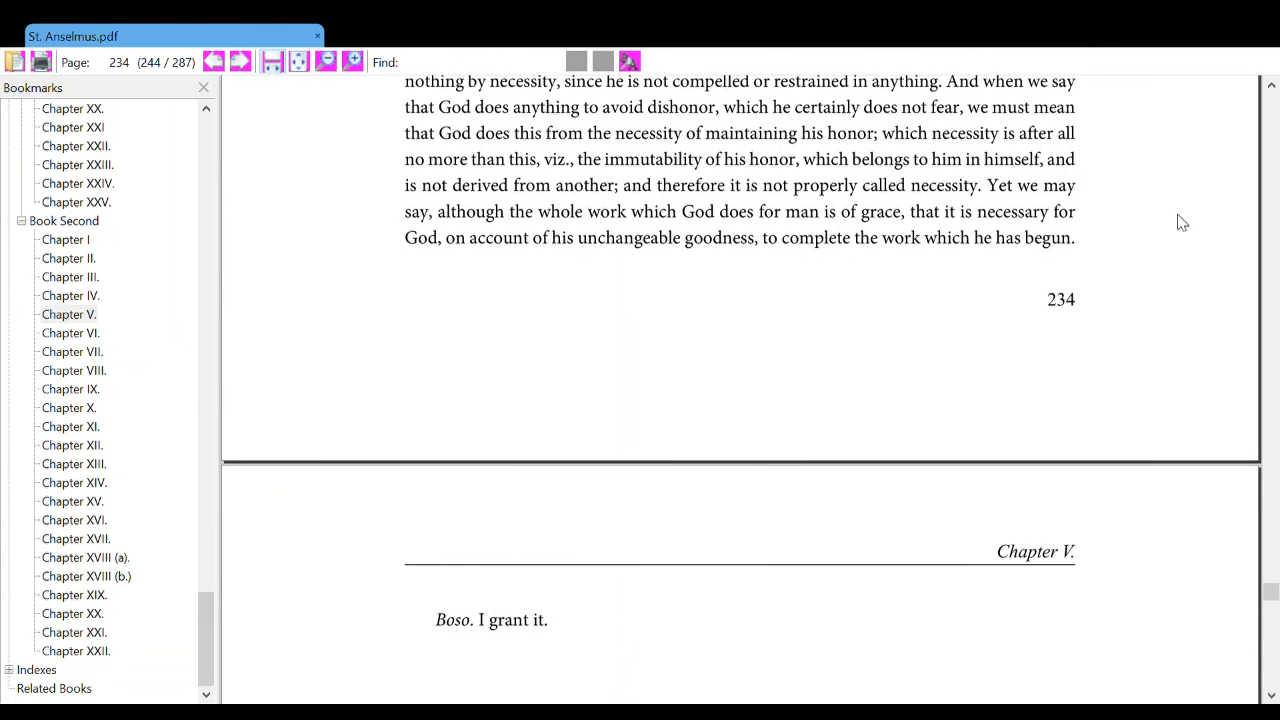 St. Anselmus.pdf
×
Page: 234 (244 / 287) Find:
Bookmarks
Chapter XX.
Chapter XXI
Chapter XXII.
Chapter XXIII.
Chapter XXIV.
Chapter XXV.
Book Second
Chapter I
Chapter II.
Chapter III.
Chapter IV.
Chapter V.
Chapter VI.
Chapter VII.
Chapter VIII.
Chapter IX.
Chapter X.
Chapter XI.
Chapter XII.
Chapter XIII.
Chapter XIV.
Chapter XV.
Chapter XVI.
Chapter XVII.
Chapter XVIII (a).
Chapter XVIII (b.)
Chapter XIX.
Chapter XX.
Chapter XXI.
Chapter XXII.
Indexes
Related Books
nothing by necessity, since he is not compelled or restrained in anything. And when we say
that God does anything to avoid dishonor, which he certainly does not fear, we must mean
that God does this from the necessity of maintaining his honor; which necessity is after all
no more than this, viz., the immutability of his honor, which belongs to him in himself, and
is not derived from another; and therefore it is not properly called necessity. Yet we may
say, although the whole work which God does for man is of grace, that it is necessary for
God, on account of his unchangeable goodness, to complete the work which he has begun.
234
Chapter V.
Boso. I grant it.